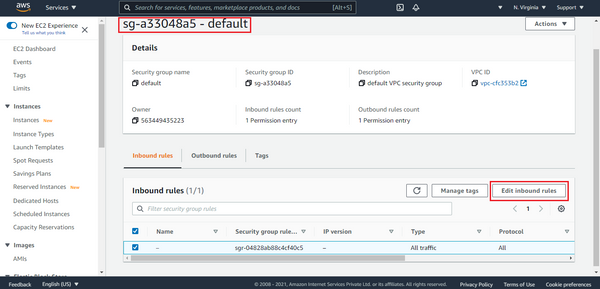 aws
Services
Search for services, features, marketplace products, and docs
[Alt+S]
N. Virginia
Support
New EC2 Experience
Tell us what you think
EC2 Dashboard
Events
Tags
Limits
Instances
Instances New
Instance Types
Launch Templates
Spot Requests
Savings Plans
Reserved Instances New
Dedicated Hosts
Scheduled Instances
Capacity Reservations
Images
AMIs
sg-a33048a5 - default
Actions
Details
Security group name
default
Security group ID
sg-a33048a5
Description
default VPC security group
VPC ID
vpc-cfc353b2
Owner
563449435223
Inbound rules count
1 Permission entry
Outbound rules count
1 Permission entry
Inbound rules
Outbound rules
Tags
Inbound rules (1/1)
Manage tags
Edit inbound rules
Filter security group rules
1
Name
Security group rule...
IP version
Type
Protocol
–
sgr-04828ab88c4cf40c5
–
All traffic
All
Feedback
English (US)
© 2008 - 2021, Amazon Internet Services Private Ltd. or its affiliates. All rights reserved.
Privacy Policy
Terms of Use
Cookie preferences